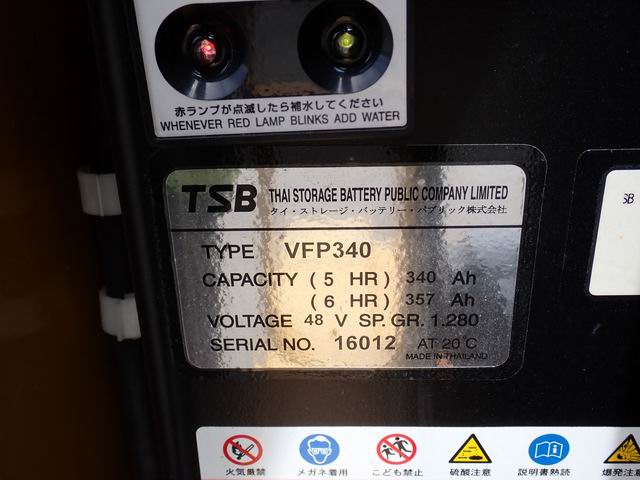 赤ランプが点滅したら補水してください
WHENEVER RED LAMP BLINKS ADD WATER
TSB THAI STORAGE BATTERY PUBLIC COMPANY LIMITED
タイ・ストレージ・バッテリー・パブリック株式会社
TYPE VFP340
CAPACITY ( 5 HR ) 340 Ah
( 6 HR ) 357 Ah
VOLTAGE 48 V SP. GR. 1.280
SERIAL NO. 16012 AT 20℃
MADE IN THAILAND
SB
火気厳禁 メガネ着用 こども禁止 硫酸注意 説明書熟読 爆発注意